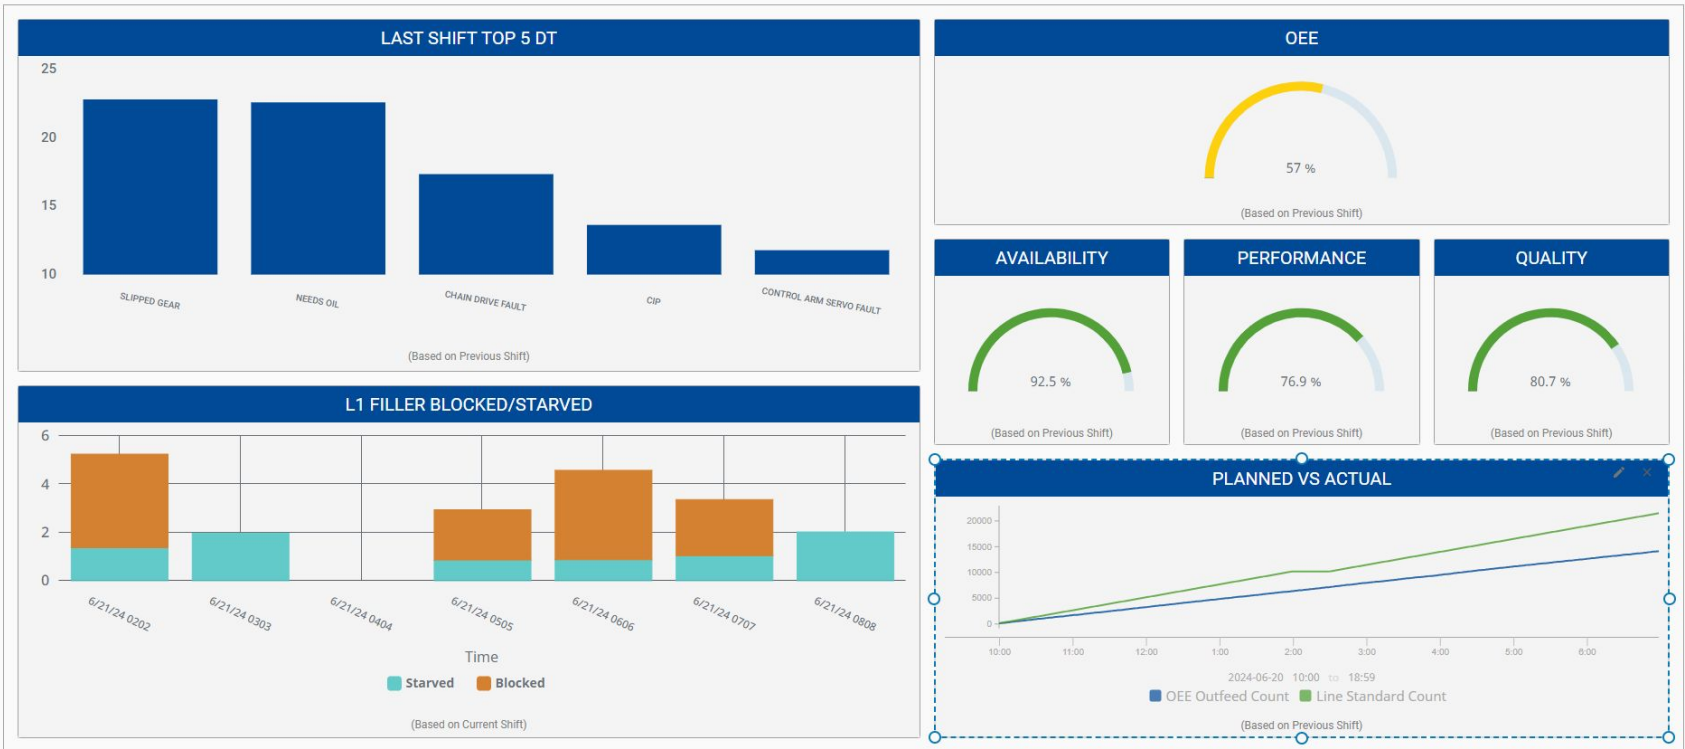 LAST SHIFT TOP 5 DT
25
20
15
10
SLIPPED GEAR
NEEDS OIL
CHAIN DRIVE FAULT
CIP
CONTROL ARM SERVO FAULT
(Based on Previous Shift)
OEE
57 %
(Based on Previous Shift)
AVAILABILITY
92.5 %
(Based on Previous Shift)
PERFORMANCE
76.9 %
(Based on Previous Shift)
QUALITY
80.7 %
(Based on Previous Shift)
L1 FILLER BLOCKED/STARVED
6
4
2
0
6/21/24 0202
6/21/24 0303
6/21/24 0404
6/21/24 0505
6/21/24 0606
6/21/24 0707
6/21/24 0808
Time
Starved Blocked
(Based on Current Shift)
PLANNED VS ACTUAL
20000
15000
10000
5000
0
10:00 11:00 12:00 1:00 2:00 3:00 4:00 5:00 6:00
2024-06-20 10:00 to 18:59
OEE Outfeed Count Line Standard Count
(Based on Previous Shift)